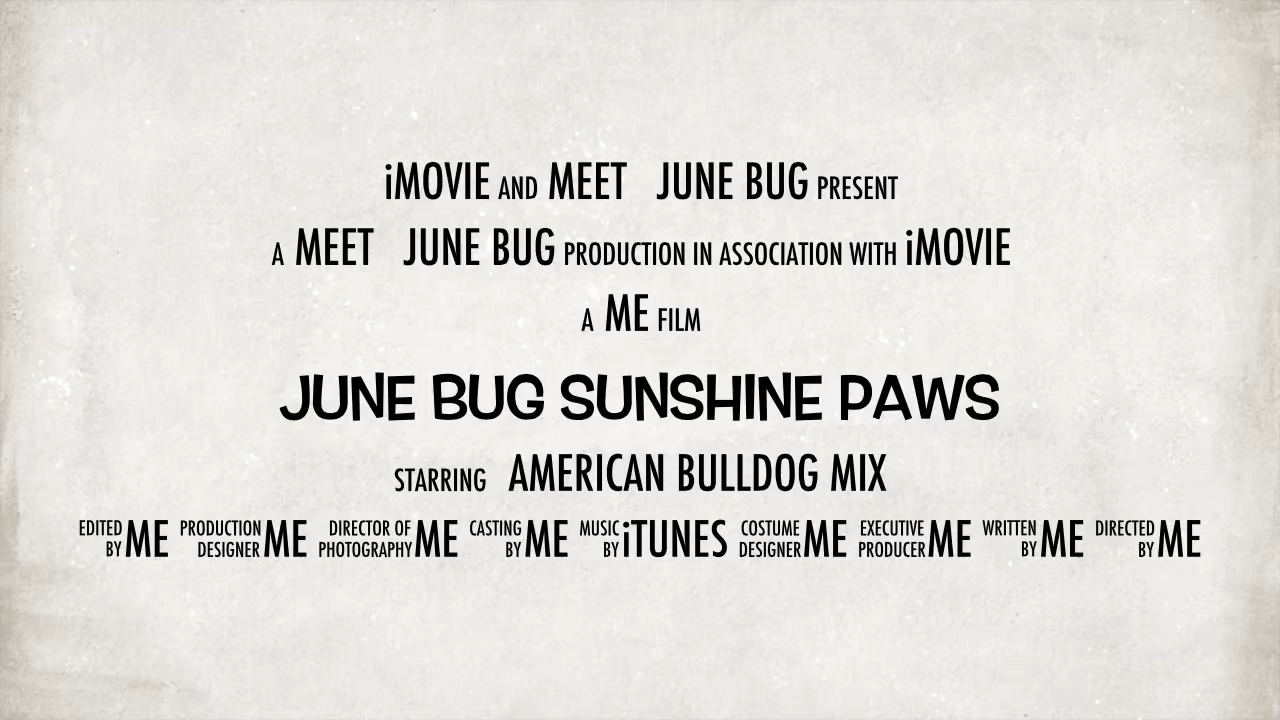 iMOVIE AND MEET JUNE BUG PRESENT
A MEET JUNE BUG PRODUCTION IN ASSOCIATION WITH iMOVIE
A ME FILM
JUNE BUG SUNSHINE PAWS
STARRING AMERICAN BULLDOG MIX
EDITED BY ME PRODUCTION DESIGNER ME DIRECTOR OF PHOTOGRAPHY ME CASTING BY ME MUSIC BY iTUNES COSTUME DESIGNER ME EXECUTIVE PRODUCER ME WRITTEN BY ME DIRECTED BY ME